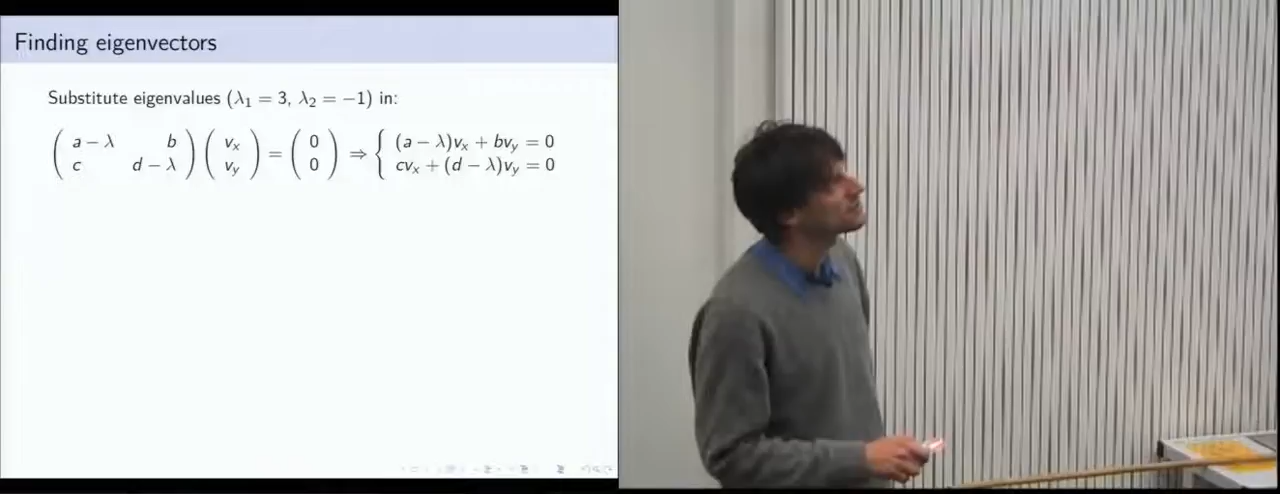 Finding eigenvectors
Substitute eigenvalues (λ₁ = 3, λ₂ = −1) in:
( a − λ b ) ( vₓ ) = ( 0 ) ⇒ { (a − λ)vₓ + bv_y = 0
( c d − λ ) ( v_y ) = ( 0 ) { cvₓ + (d − λ)v_y = 0